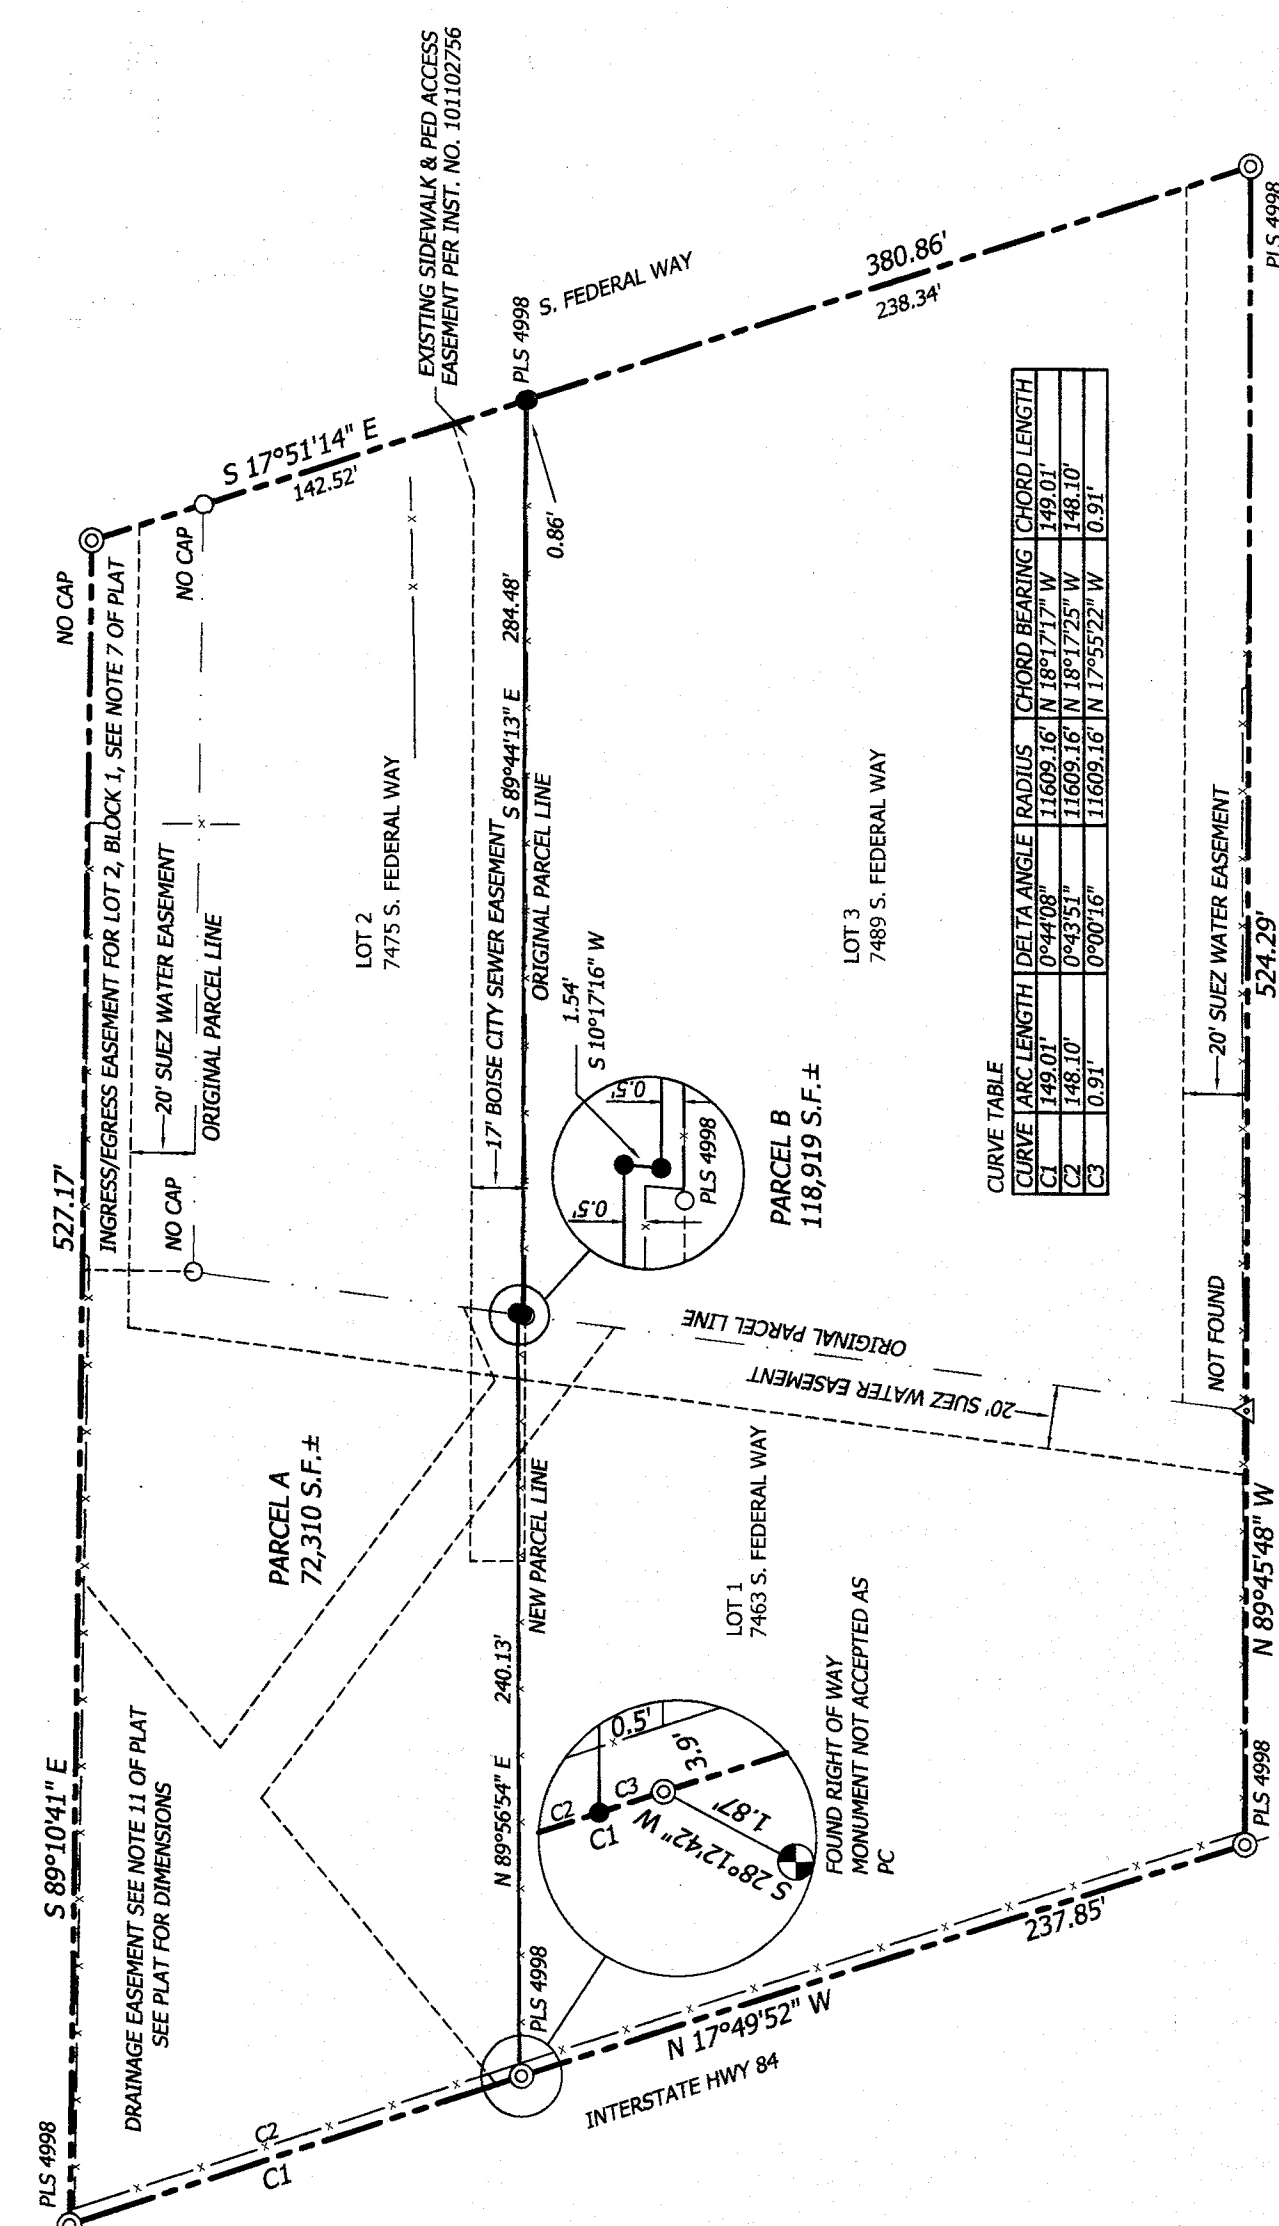 PLS 4998
S 89°10'41" E
527.17'
NO CAP
DRAINAGE EASEMENT SEE NOTE 11 OF PLAT
SEE PLAT FOR DIMENSIONS
INGRESS/EGRESS EASEMENT FOR LOT 2, BLOCK 1, SEE NOTE 7 OF PLAT
20' SUEZ WATER EASEMENT
NO CAP
ORIGINAL PARCEL LINE
NO CAP
S 17°51'14" E
142.52'
EXISTING SIDEWALK & PED ACCESS
EASEMENT PER INST. NO. 101102756
C2
C1
PARCEL A
72,310 S.F.±
LOT 2
7475 S. FEDERAL WAY
17' BOISE CITY SEWER EASEMENT
N 89°56'54" E
240.13'
S 89°44'13" E
284.48'
PLS 4998
S. FEDERAL WAY
PLS 4998
NEW PARCEL LINE
ORIGINAL PARCEL LINE
0.86'
1.54'
S 10°17'16" W
0.5'
0.5'
PLS 4998
INTERSTATE HWY 84
N 17°49'52" W
237.85'
C2
C3
C1
0.5'
3.9'
1.87'
S 28°12'42" W
FOUND RIGHT OF WAY
MONUMENT NOT ACCEPTED AS
PC
LOT 1
7463 S. FEDERAL WAY
ORIGINAL PARCEL LINE
20' SUEZ WATER EASEMENT
PARCEL B
118,919 S.F.±
LOT 3
7489 S. FEDERAL WAY
380.86'
238.34'
CURVE TABLE
CURVE ARC LENGTH DELTA ANGLE RADIUS CHORD BEARING CHORD LENGTH
C1 149.01' 0°44'08" 11609.16' N 18°17'17" W 149.01'
C2 148.10' 0°43'51" 11609.16' N 18°17'25" W 148.10'
C3 0.91' 0°00'16" 11609.16' N 17°55'22" W 0.91'
NOT FOUND
20' SUEZ WATER EASEMENT
PLS 4998
N 89°45'48" W
524.29'
PLS 4998